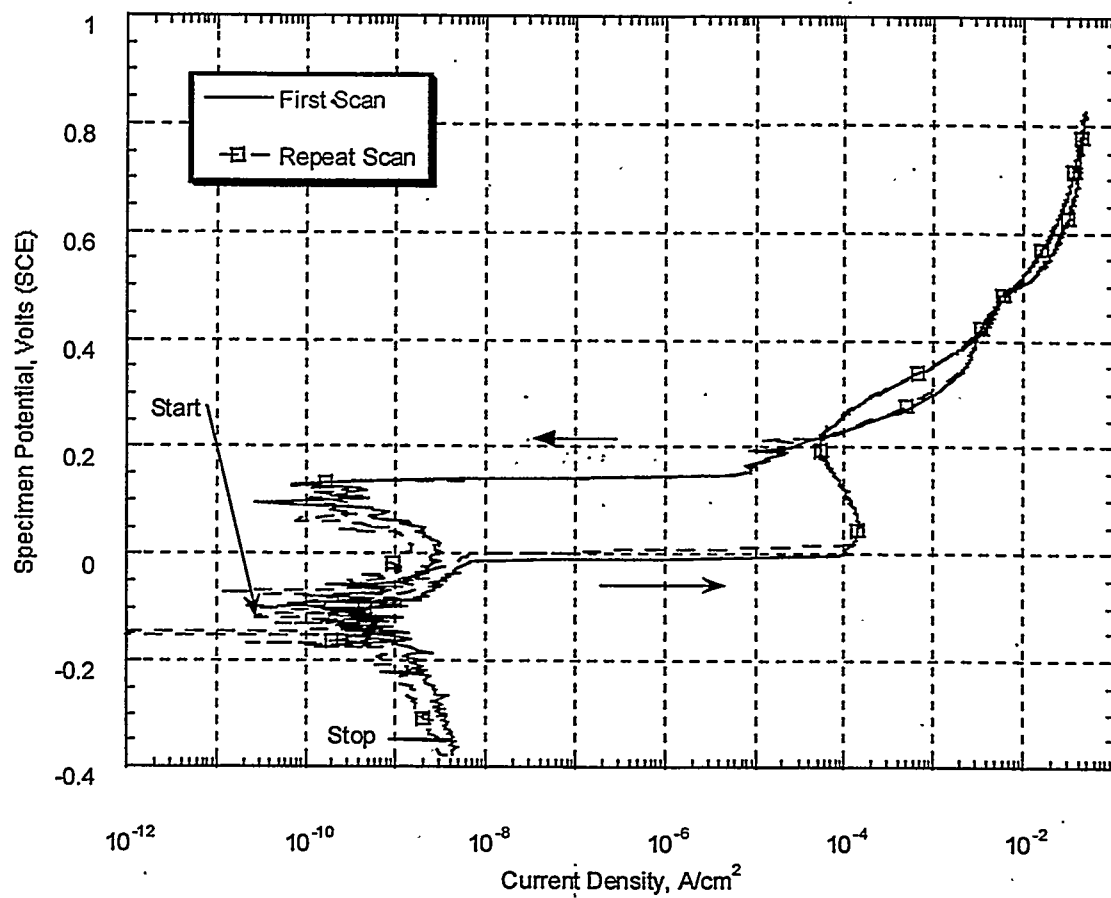 1
0.8
0.6
0.4
0.2
0
-0.2
-0.4
Specimen Potential, Volts (SCE)
First Scan
Repeat Scan
Start
Stop
10⁻¹² 10⁻¹⁰ 10⁻⁸ 10⁻⁶ 10⁻⁴ 10⁻²
Current Density, A/cm²